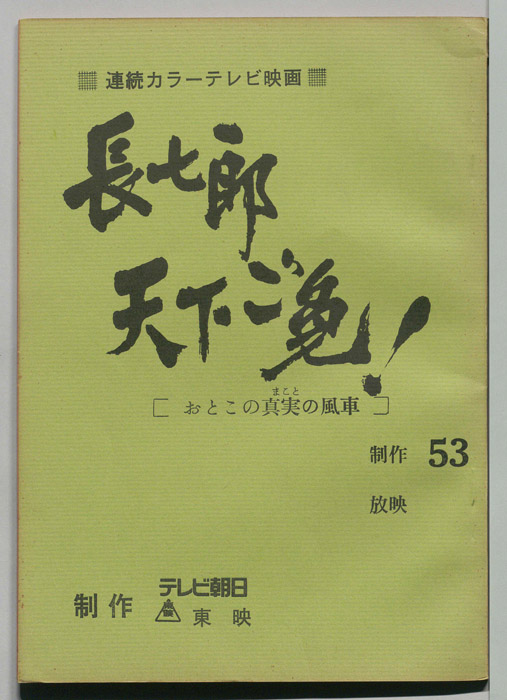 連続カラーテレビ映画
長七郎
天下ご免!
まこと
[おとこの真実の風車]
制作 53
放映
制作 テレビ朝日
東映